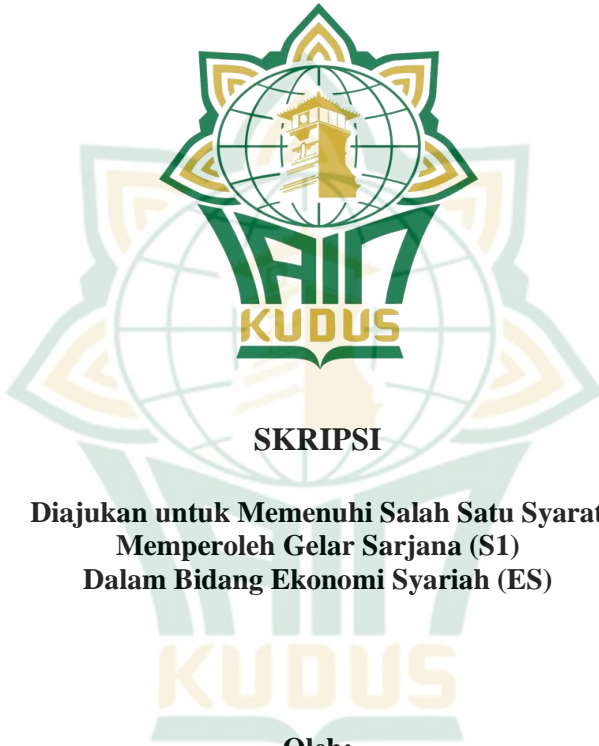 IAIN
KUDUS
SKRIPSI
Diajukan untuk Memenuhi Salah Satu Syarat
Memperoleh Gelar Sarjana (S1)
Dalam Bidang Ekonomi Syariah (ES)
KUDUS
Oleh: